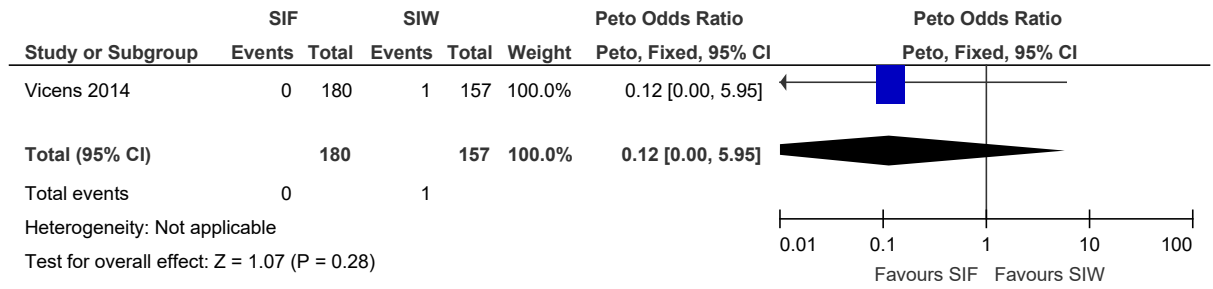 SIF SIW Peto Odds Ratio Peto Odds Ratio
Study or Subgroup Events Total Events Total Weight Peto, Fixed, 95% CI Peto, Fixed, 95% CI
Vicens 2014 0 180 1 157 100.0% 0.12 [0.00, 5.95]
Total (95% CI) 180 157 100.0% 0.12 [0.00, 5.95]
Total events 0 1
Heterogeneity: Not applicable
Test for overall effect: Z = 1.07 (P = 0.28)
0.01 0.1 1 10 100
Favours SIF Favours SIW